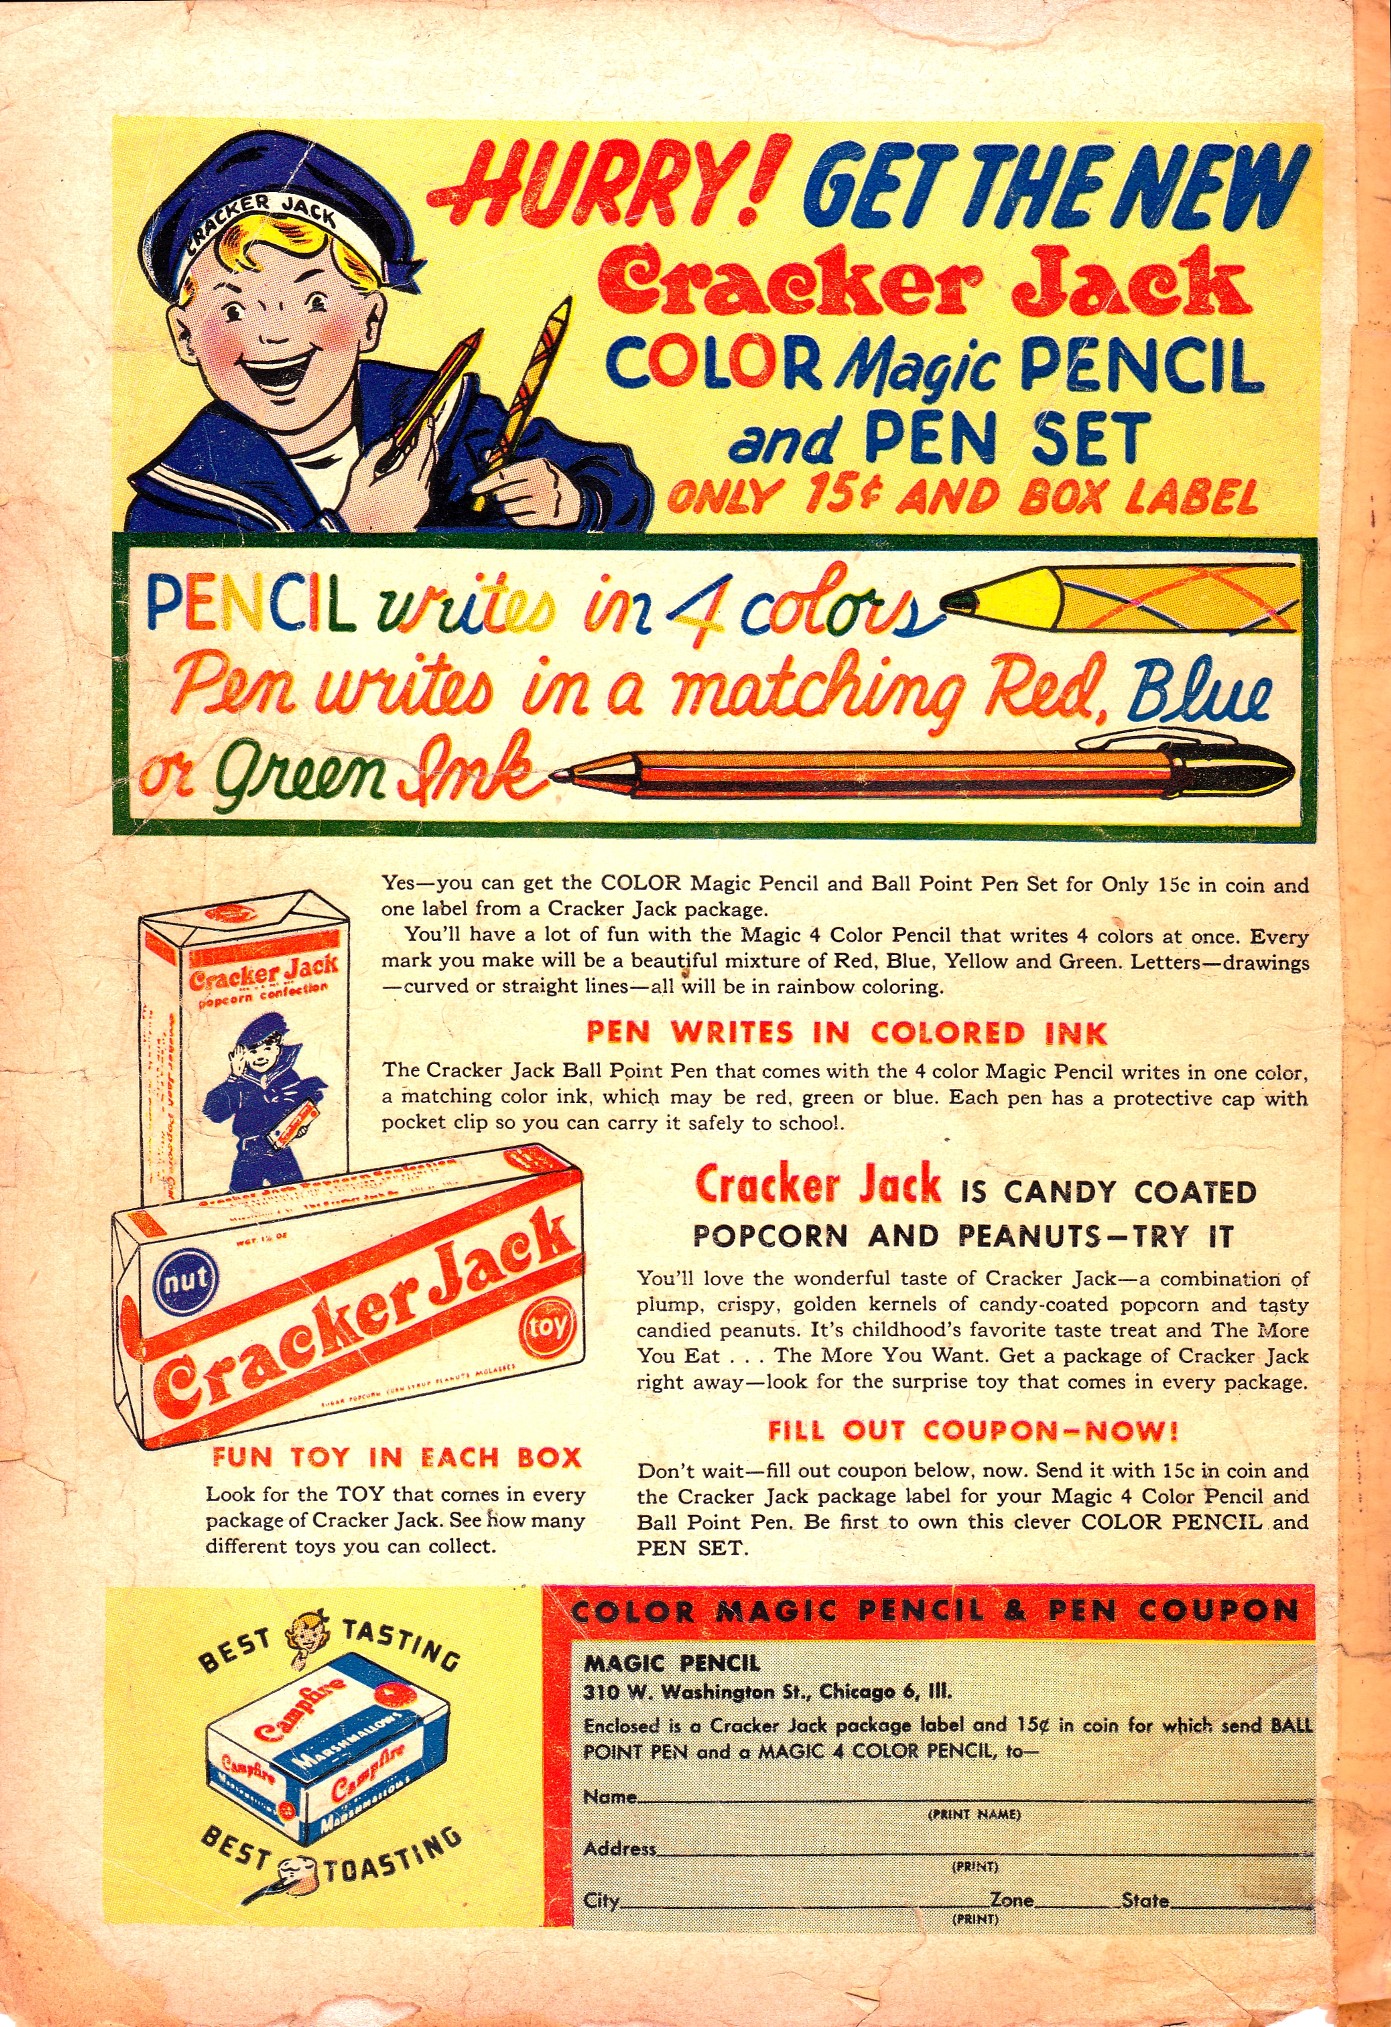 CRACKER JACK
HURRY! GET THE NEW
Cracker Jack
COLOR Magic PENCIL
and PEN SET
ONLY 15¢ AND BOX LABEL
PENCIL writes in 4 colors
Pen writes in a matching Red, Blue
or Green Ink
Yes—you can get the COLOR Magic Pencil and Ball Point Pen Set for Only 15c in coin and
one label from a Cracker Jack package.
You'll have a lot of fun with the Magic 4 Color Pencil that writes 4 colors at once. Every
mark you make will be a beautiful mixture of Red, Blue, Yellow and Green. Letters—drawings
—curved or straight lines—all will be in rainbow coloring.
PEN WRITES IN COLORED INK
The Cracker Jack Ball Point Pen that comes with the 4 color Magic Pencil writes in one color,
a matching color ink, which may be red, green or blue. Each pen has a protective cap with
pocket clip so you can carry it safely to school.
Cracker Jack
popcorn confection
Cracker Jack Popcorn Confection
WGT. 1⅜ OZ
nut
Cracker Jack
toy
SUGAR POPCORN CORN SYRUP PEANUTS MOLASSES
Cracker Jack IS CANDY COATED
POPCORN AND PEANUTS—TRY IT
You'll love the wonderful taste of Cracker Jack—a combination of
plump, crispy, golden kernels of candy-coated popcorn and tasty
candied peanuts. It's childhood's favorite taste treat and The More
You Eat . . . The More You Want. Get a package of Cracker Jack
right away—look for the surprise toy that comes in every package.
FUN TOY IN EACH BOX
Look for the TOY that comes in every
package of Cracker Jack. See how many
different toys you can collect.
FILL OUT COUPON—NOW!
Don't wait—fill out coupon below, now. Send it with 15c in coin and
the Cracker Jack package label for your Magic 4 Color Pencil and
Ball Point Pen. Be first to own this clever COLOR PENCIL and
PEN SET.
BEST TASTING
Campfire
MARSHMALLOWS
Campfire
MARSHMALLOWS
Campfire
MARSHMALLOWS
BEST TOASTING
COLOR MAGIC PENCIL & PEN COUPON
MAGIC PENCIL
310 W. Washington St., Chicago 6, Ill.
Enclosed is a Cracker Jack package label and 15¢ in coin for which send BALL
POINT PEN and a MAGIC 4 COLOR PENCIL, to—
Name
(PRINT NAME)
Address
(PRINT)
City Zone State
(PRINT)